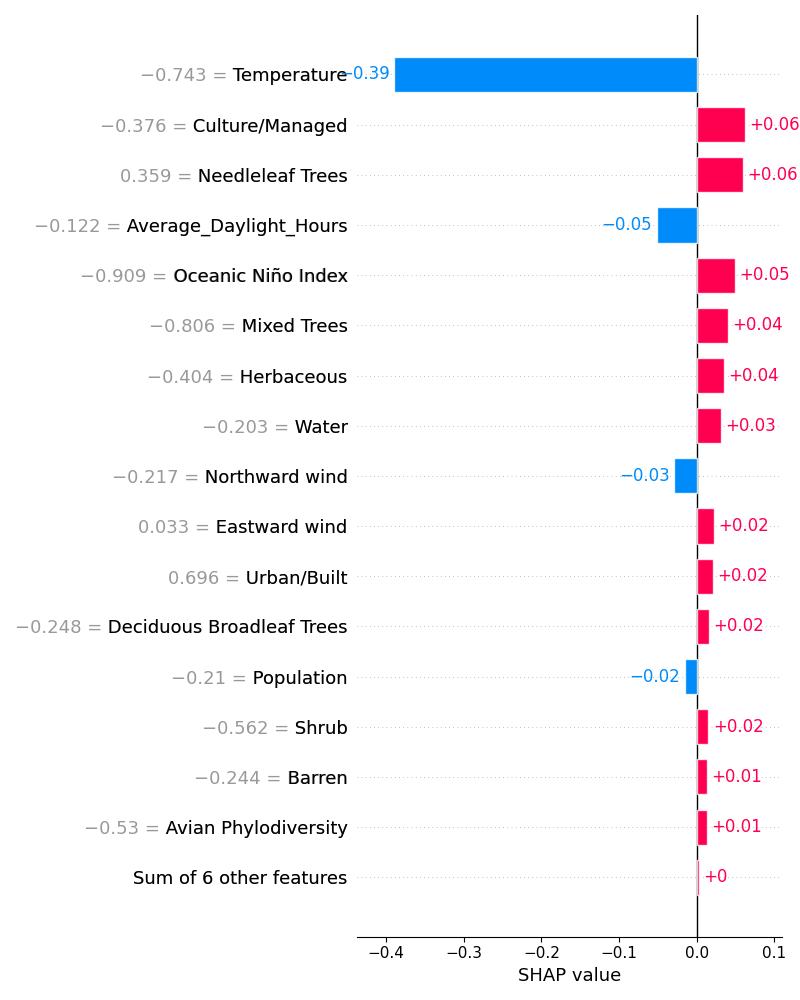 −0.743 = Temperature −0.39
−0.376 = Culture/Managed +0.06
0.359 = Needleleaf Trees +0.06
−0.122 = Average_Daylight_Hours −0.05
−0.909 = Oceanic Niño Index +0.05
−0.806 = Mixed Trees +0.04
−0.404 = Herbaceous +0.04
−0.203 = Water +0.03
−0.217 = Northward wind −0.03
0.033 = Eastward wind +0.02
0.696 = Urban/Built +0.02
−0.248 = Deciduous Broadleaf Trees +0.02
−0.21 = Population −0.02
−0.562 = Shrub +0.02
−0.244 = Barren +0.01
−0.53 = Avian Phylodiversity +0.01
Sum of 6 other features +0
−0.4 −0.3 −0.2 −0.1 0.0 0.1
SHAP value